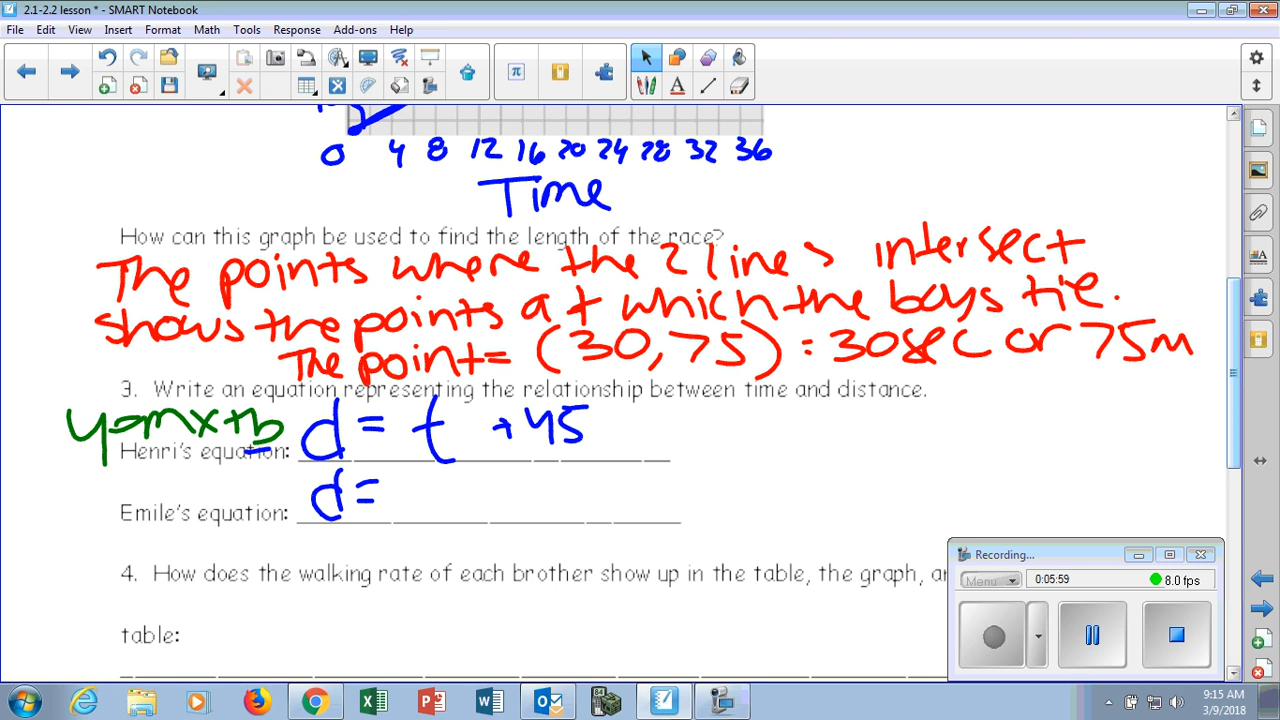 2.1-2.2 lesson * - SMART Notebook
File Edit View Insert Format Math Tools Response Add-ons Help
0 4 8 12 16 20 24 28 32 36
Time
How can this graph be used to find the length of the race?
The points where the 2 lines intersect
shows the points at which the boys tie.
The point = (30, 75) = 30 sec or 75 m
3. Write an equation representing the relationship between time and distance.
y=mx+b d = t +45
Henri's equation:
d =
Emile's equation:
4. How does the walking rate of each brother show up in the table, the graph, an
table:
Recording...
Menu 0:05:59 8.0 fps
9:15 AM
3/9/2018